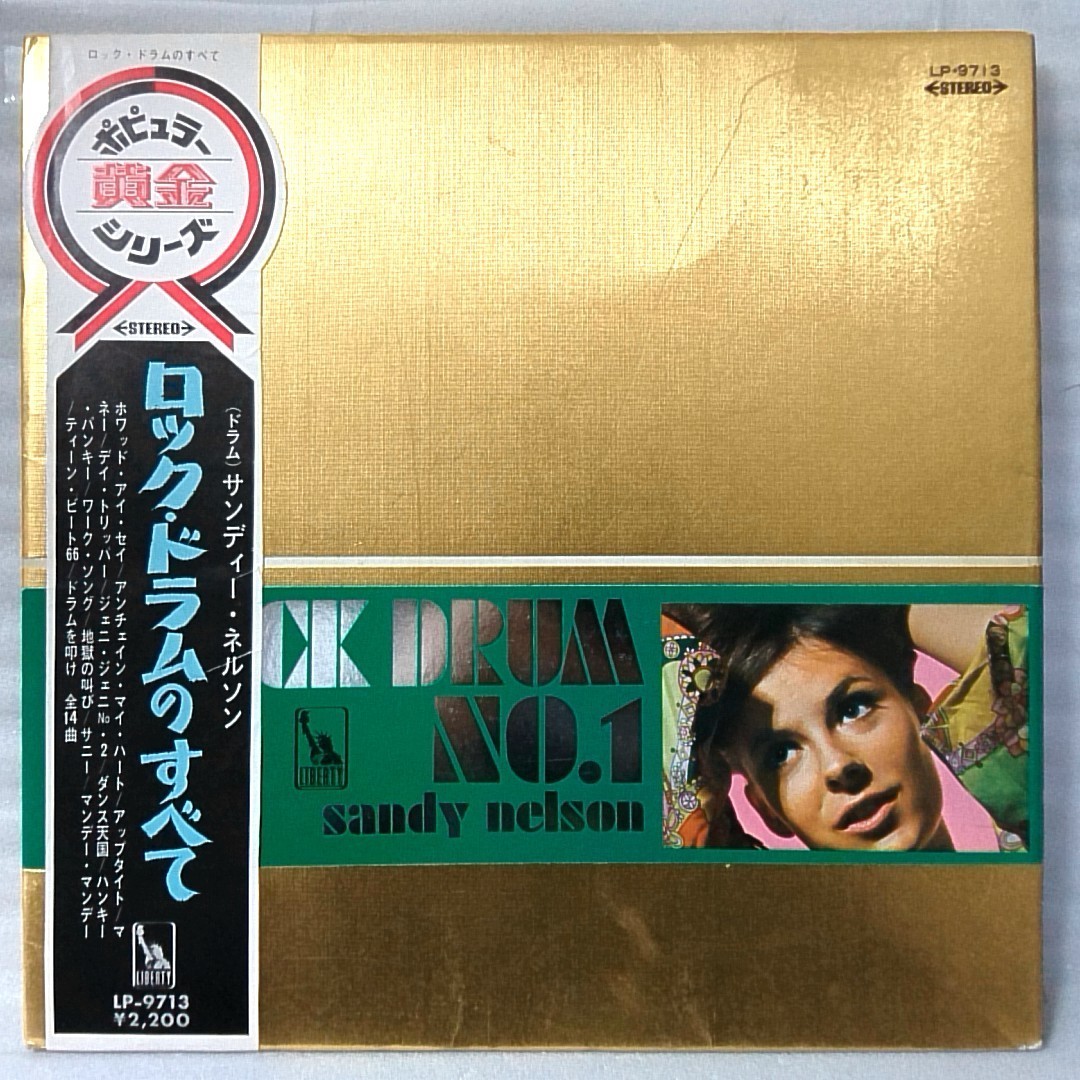 ロック・ドラムのすべて
ポピュラー
黄金
シリーズ
←STEREO→
(ドラム) サンディー・ネルソン
ロック・ドラムのすべて
ホワッド・アイ・セイ/アンチェイン・マイ・ハート/アップタイト/マ
ネー/デイ・トリッパー/ジェニ・ジェニNo.2/ダンス天国/ハンキー
・パンキー/ワーク・ソング/地獄の叫び/サニー/マンデー・マンデー
/ティーン・ビート66/ドラムを叩け 全14曲
LIBERTY
LP-9713
¥2,200
LP-9713
←STEREO→
CK DRUM
NO.1
LIBERTY
sandy nelson